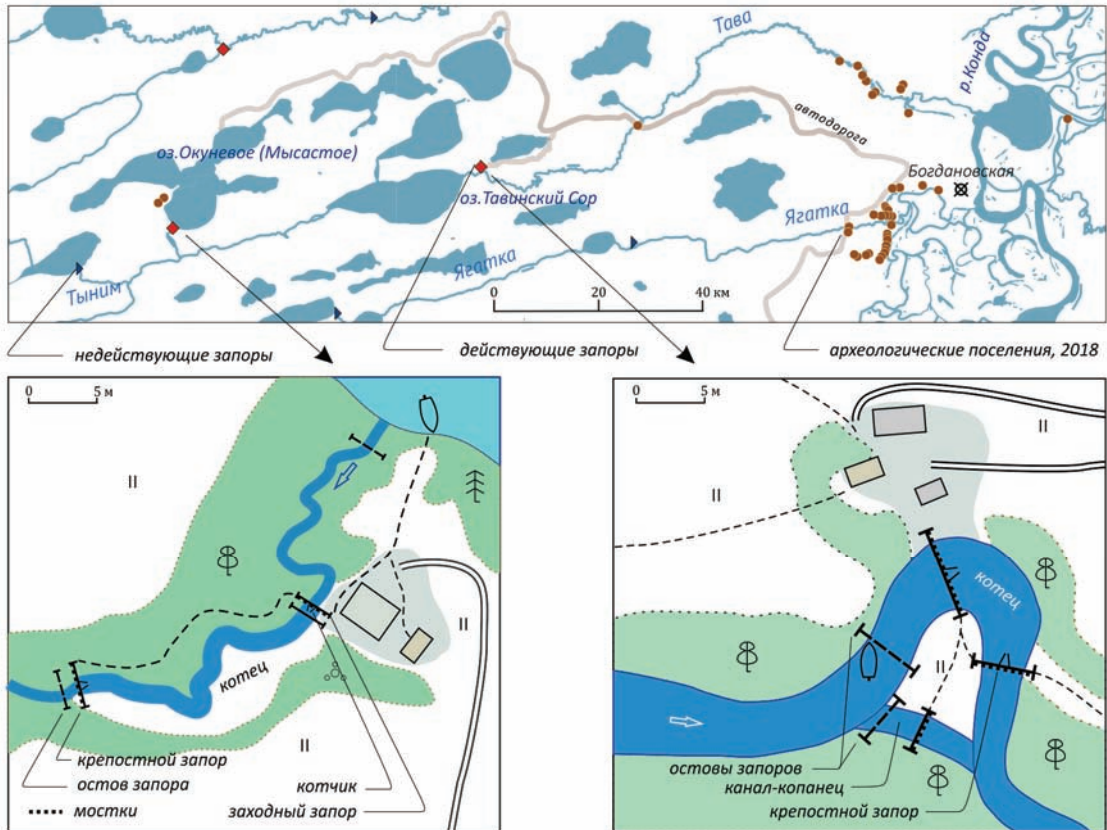 Тава
р.Конда
автодорога
оз.Окуневое (Мысастое)
Богдановская
оз.Тавинский Сор
Ягатка
Ягатка
Тыним
0 20 40 км
недействующие запоры
действующие запоры
археологические поселения, 2018
0 5 м
II
II
II
котец
крепостной запор
остов запора
мостки
котчик
заходный запор
0 5 м
II
II
котец
II
остовы запоров
канал-копанец
крепостной запор